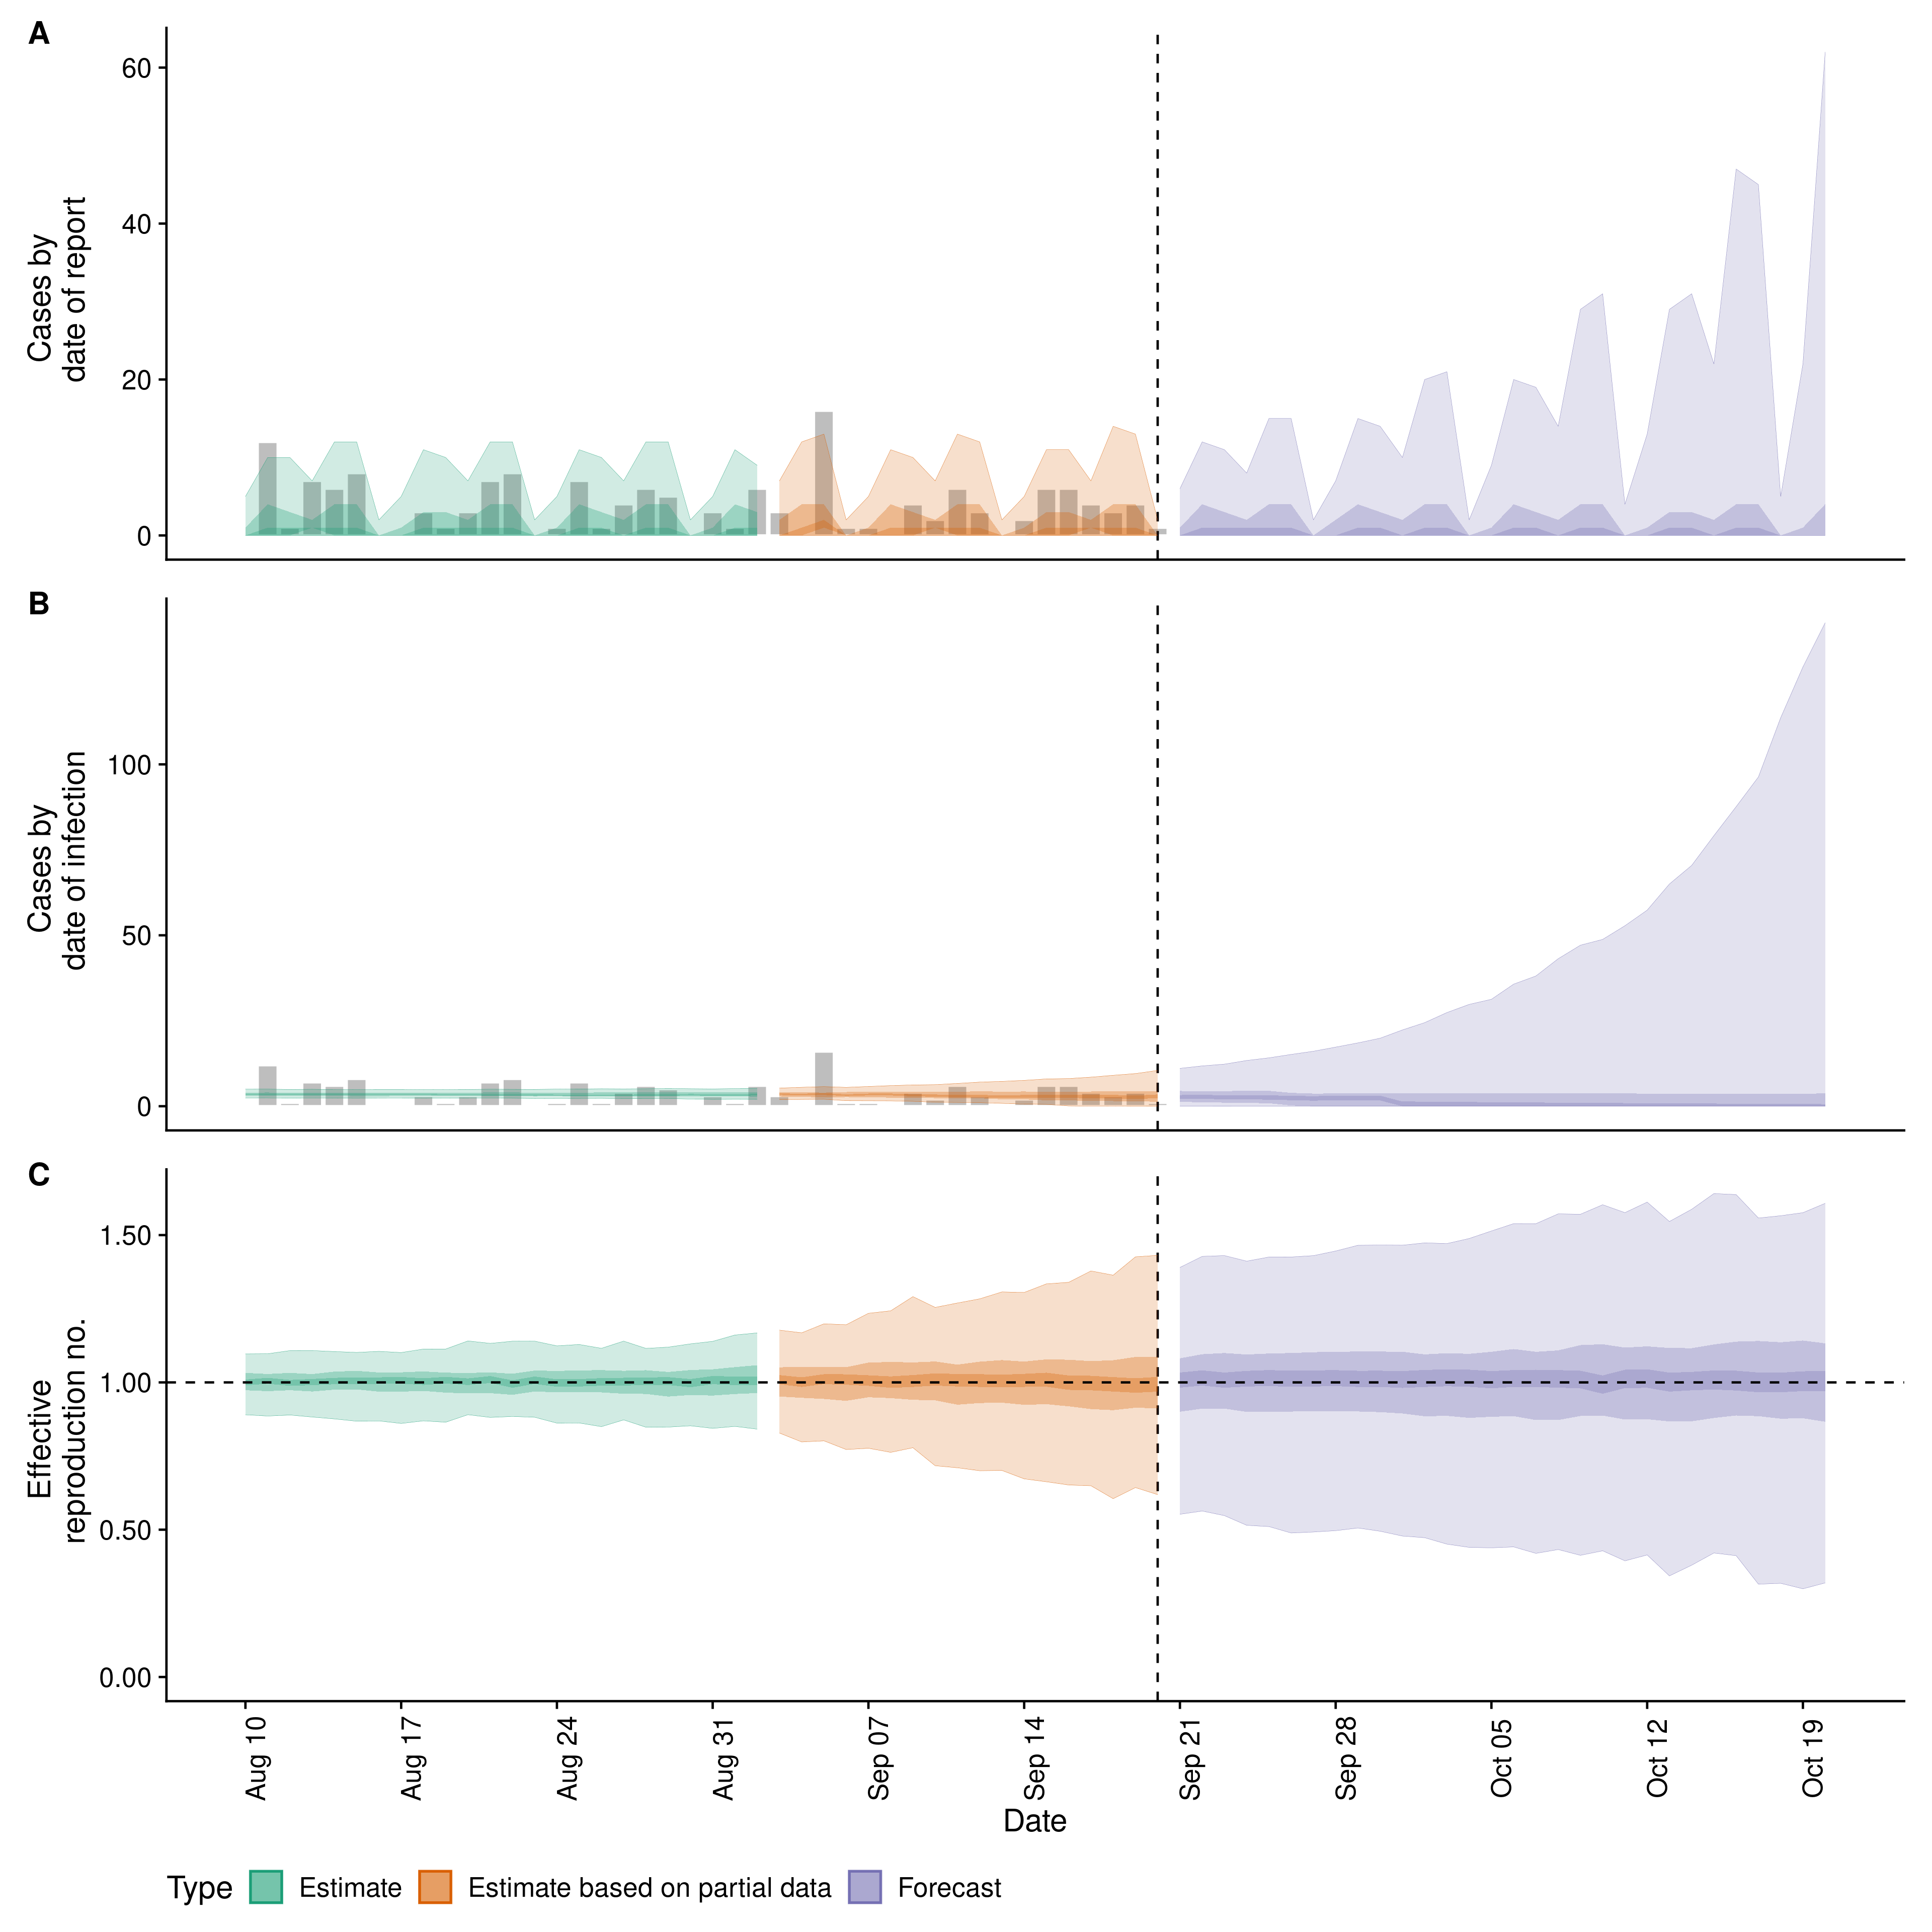 A
60
40
20
0
Cases by
date of report
B
100
50
0
Cases by
date of infection
C
1.50
1.00
0.50
0.00
Effective
reproduction no.
Aug 10
Aug 17
Aug 24
Aug 31
Sep 07
Sep 14
Sep 21
Sep 28
Oct 05
Oct 12
Oct 19
Date
Type Estimate Estimate based on partial data Forecast